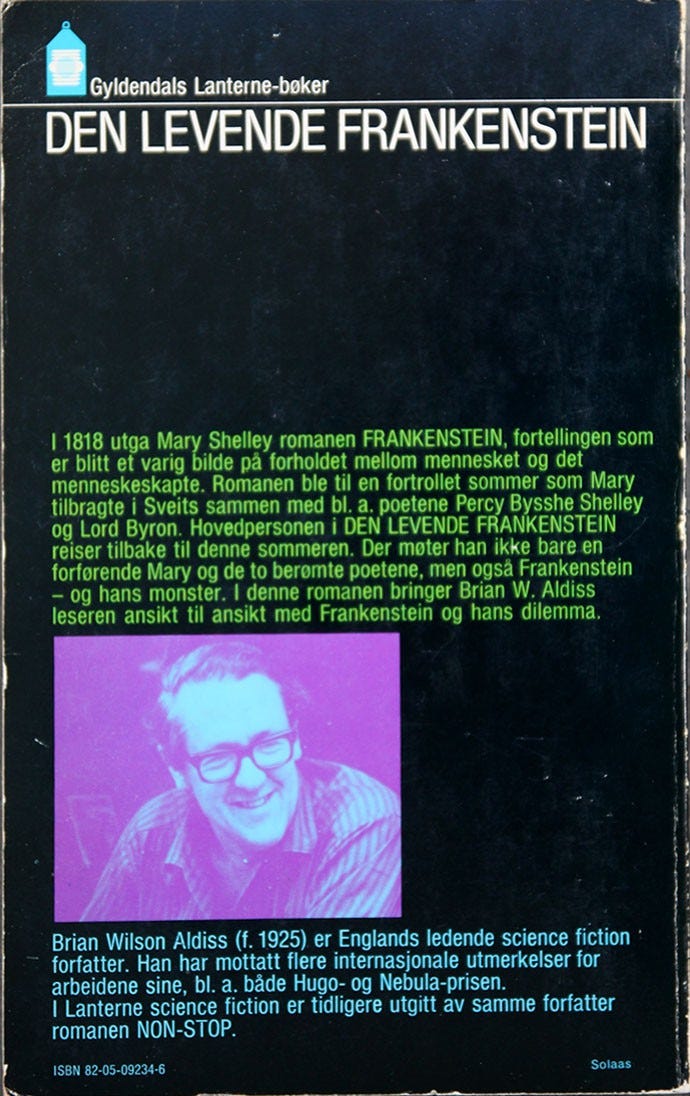 Gyldendals Lanterne-bøker
DEN LEVENDE FRANKENSTEIN
I 1818 utga Mary Shelley romanen FRANKENSTEIN, fortellingen som
er blitt et varig bilde på forholdet mellom mennesket og det
menneskeskapte. Romanen ble til en fortrollet sommer som Mary
tilbragte i Sveits sammen med bl. a. poetene Percy Bysshe Shelley
og Lord Byron. Hovedpersonen i DEN LEVENDE FRANKENSTEIN
reiser tilbake til denne sommeren. Der møter han ikke bare en
forførende Mary og de to berømte poetene, men også Frankenstein
– og hans monster. I denne romanen bringer Brian W. Aldiss
leseren ansikt til ansikt med Frankenstein og hans dilemma.
Brian Wilson Aldiss (f. 1925) er Englands ledende science fiction
forfatter. Han har mottatt flere internasjonale utmerkelser for
arbeidene sine, bl. a. både Hugo- og Nebula-prisen.
I Lanterne science fiction er tidligere utgitt av samme forfatter
romanen NON-STOP.
ISBN 82-05-09234-6
Solaas